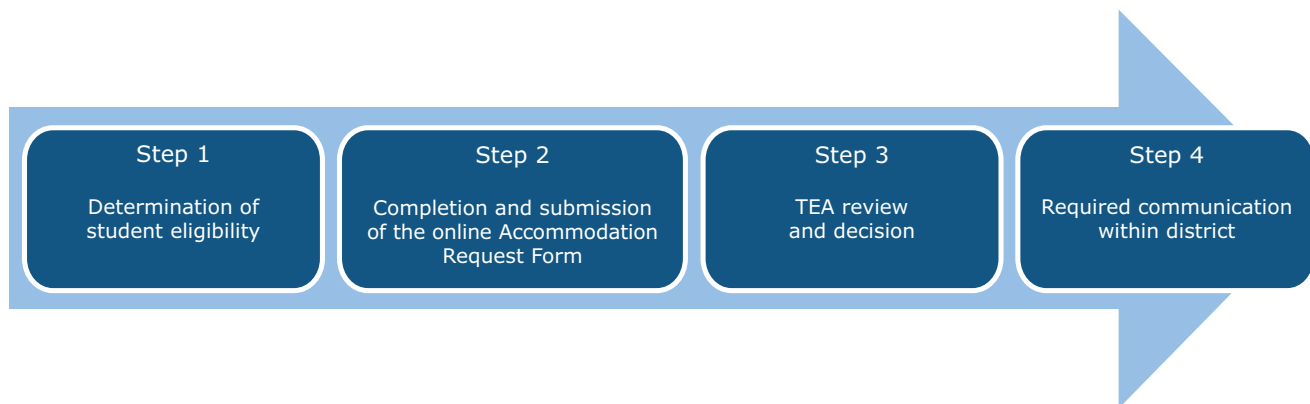 Step 1
Determination of
student eligibility
Step 2
Completion and submission
of the online Accommodation
Request Form
Step 3
TEA review
and decision
Step 4
Required communication
within district